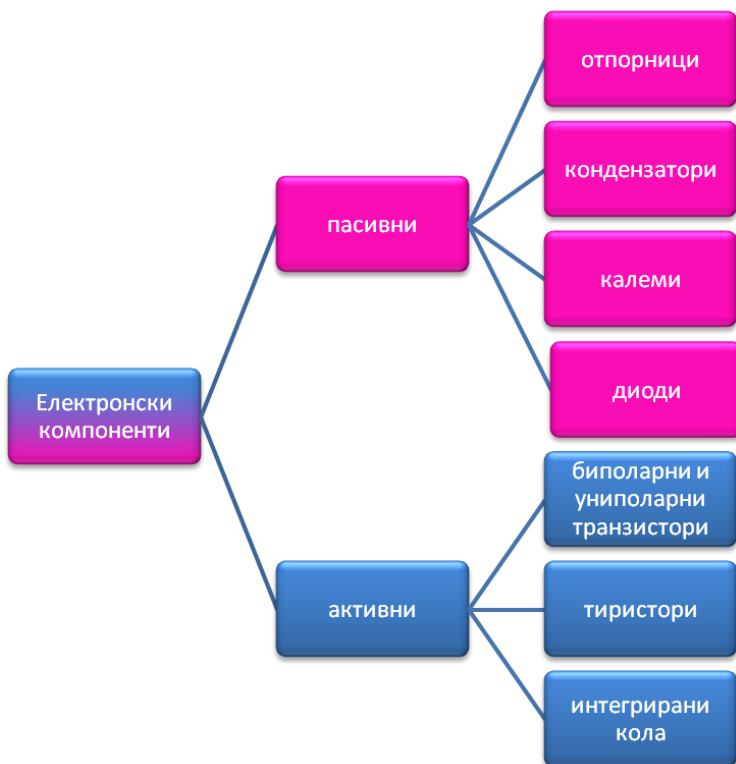 Електронски
компоненти
пасивни
отпорници
кондензатори
калеми
диоди
активни
биполарни и
униполарни
транзистори
тиристори
интегрирани
кола